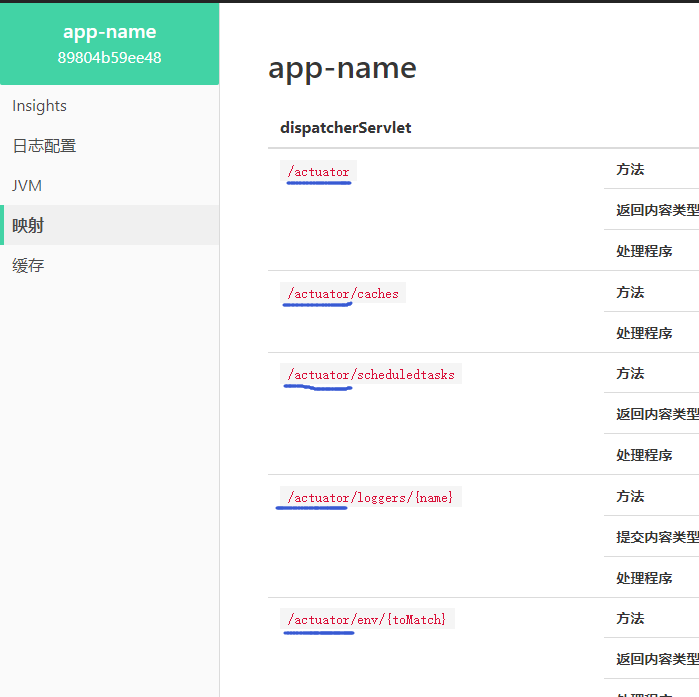 app-name
89804b59ee48
Insights
日志配置
JVM
映射
缓存
app-name
dispatcherServlet
/actuator
方法
返回内容类型
处理程序
/actuator/caches
方法
处理程序
/actuator/scheduledtasks
方法
返回内容类型
处理程序
/actuator/loggers/{name}
方法
提交内容类型
处理程序
/actuator/env/{toMatch}
方法
返回内容类型